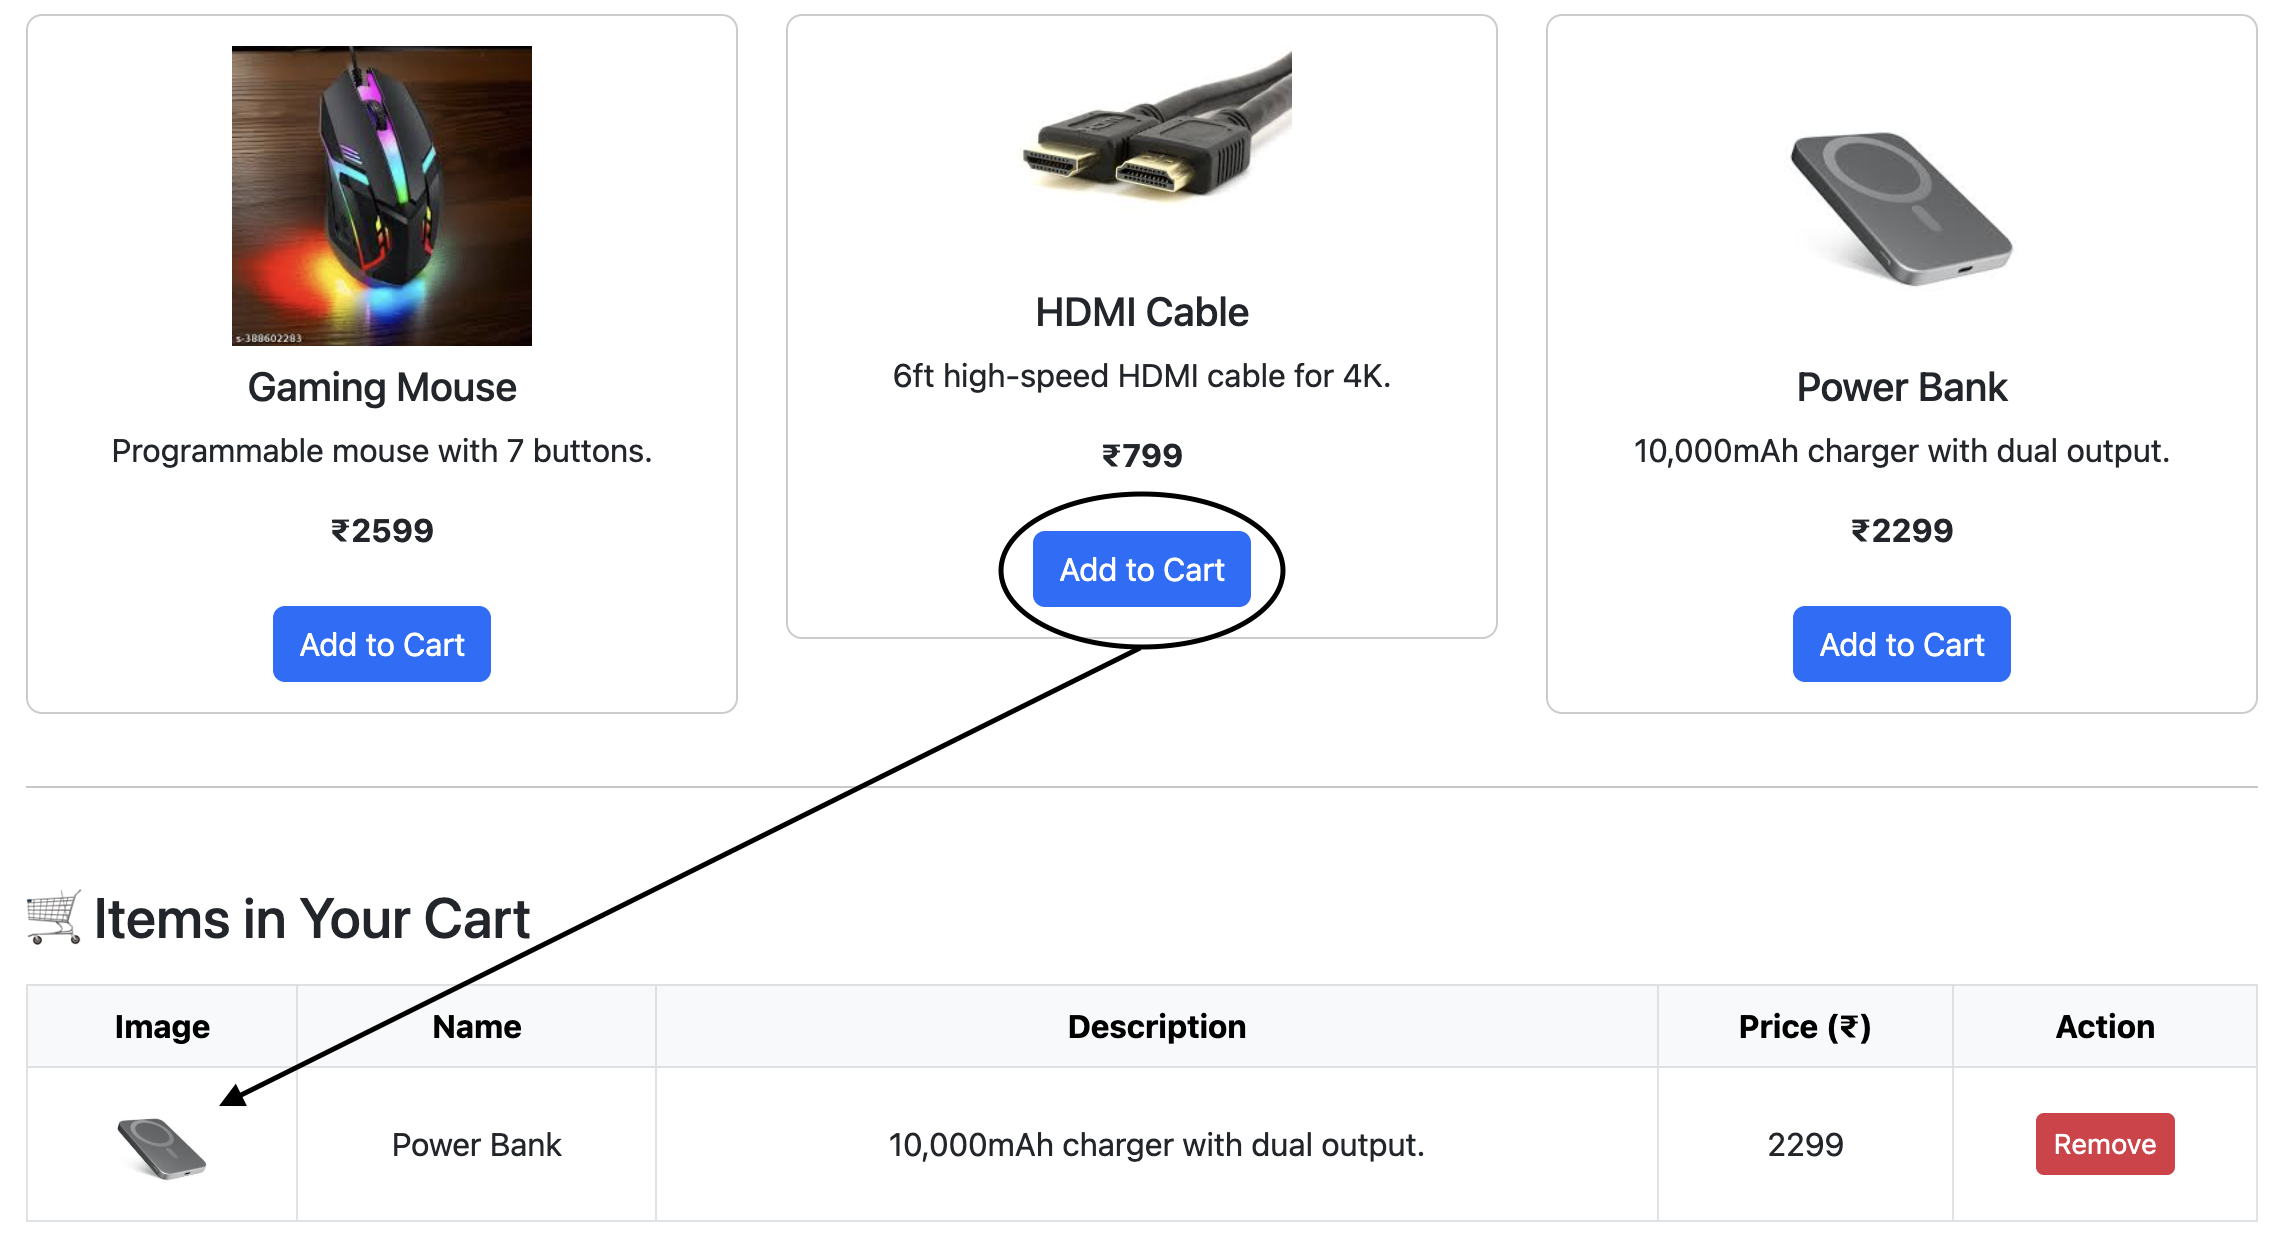 s-388602283
Gaming Mouse
Programmable mouse with 7 buttons.
₹2599
Add to Cart
HDMI Cable
6ft high-speed HDMI cable for 4K.
₹799
Add to Cart
Power Bank
10,000mAh charger with dual output.
₹2299
Add to Cart
Items in Your Cart
Image Name Description Price (₹) Action
Power Bank 10,000mAh charger with dual output. 2299 Remove